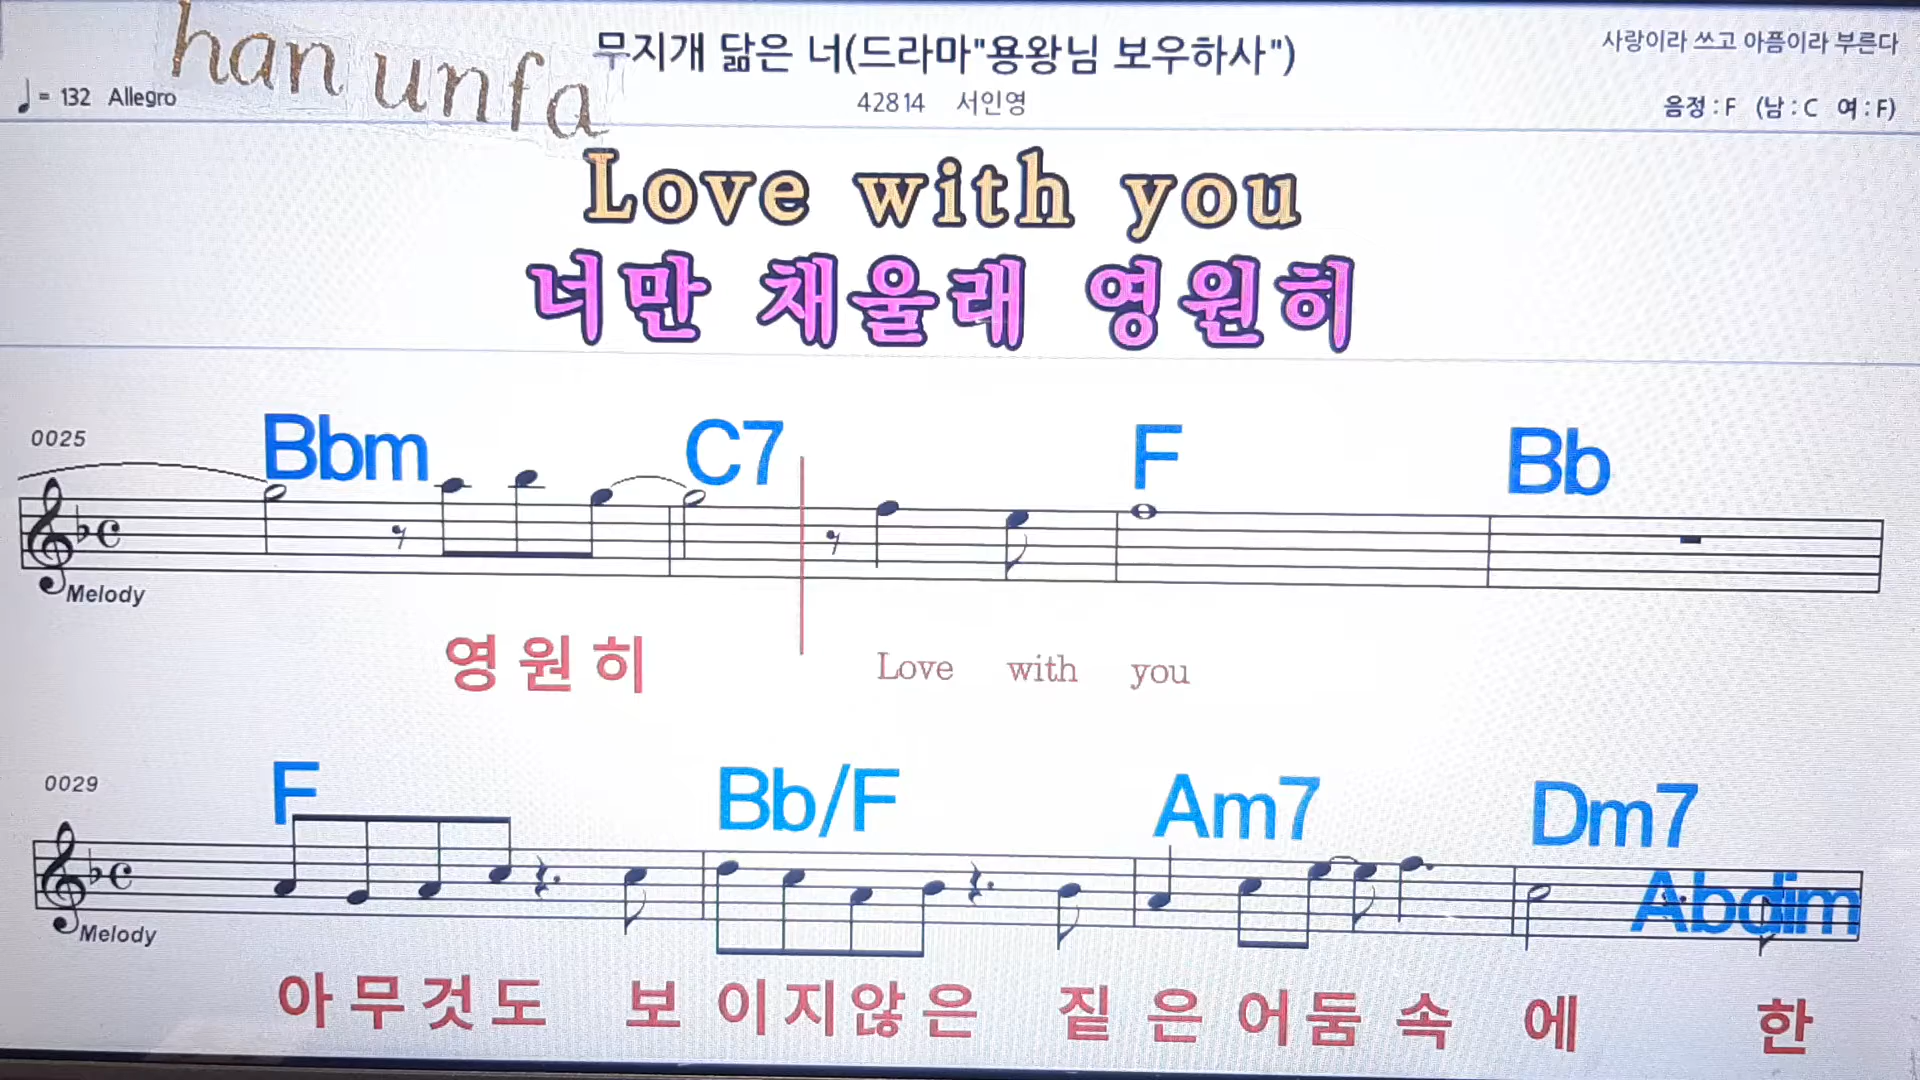 han unfa
무지개 닮은 너(드라마"용왕님 보우하사")
사랑이라 쓰고 아픔이라 부른다
♩= 132 Allegro
42814 서인영
음정 : F (남 : C 여 : F)
Love with you
너만 채울래 영원히
0025
Bbm C7 F Bb
Melody
영원히 Love with you
0029
F Bb/F Am7 Dm7
Abdim
Melody
아무것도 보이지않은 짙은어둠속에 한